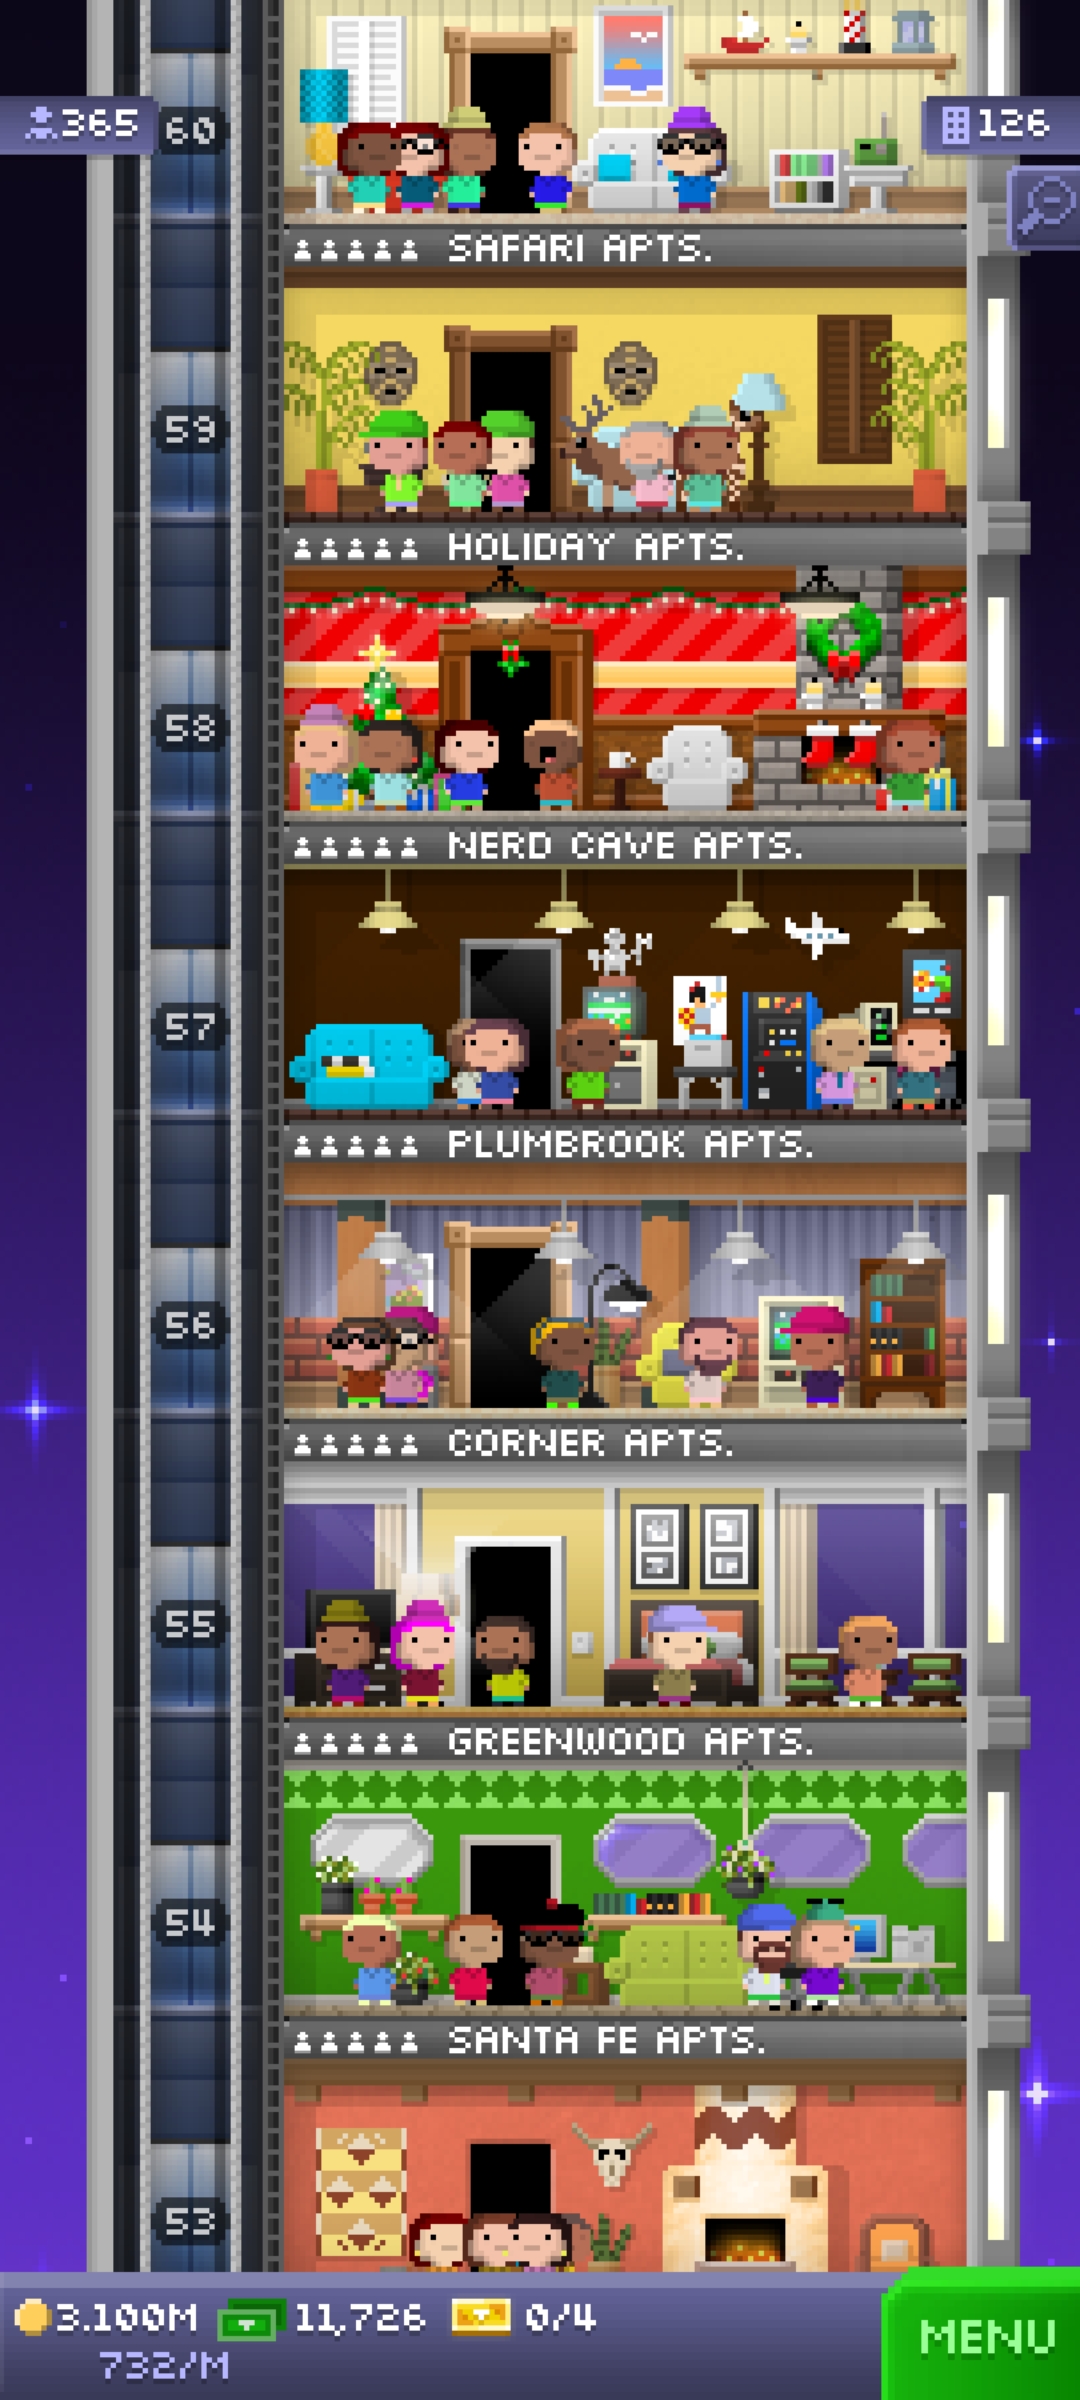 365
60
126
SAFARI APTS.
59
HOLIDAY APTS.
58
NERD CAVE APTS.
57
PLUMBROOK APTS.
56
CORNER APTS.
55
GREENWOOD APTS.
54
SANTA FE APTS.
53
3.100M 11,726 0/4
732/M
MENU